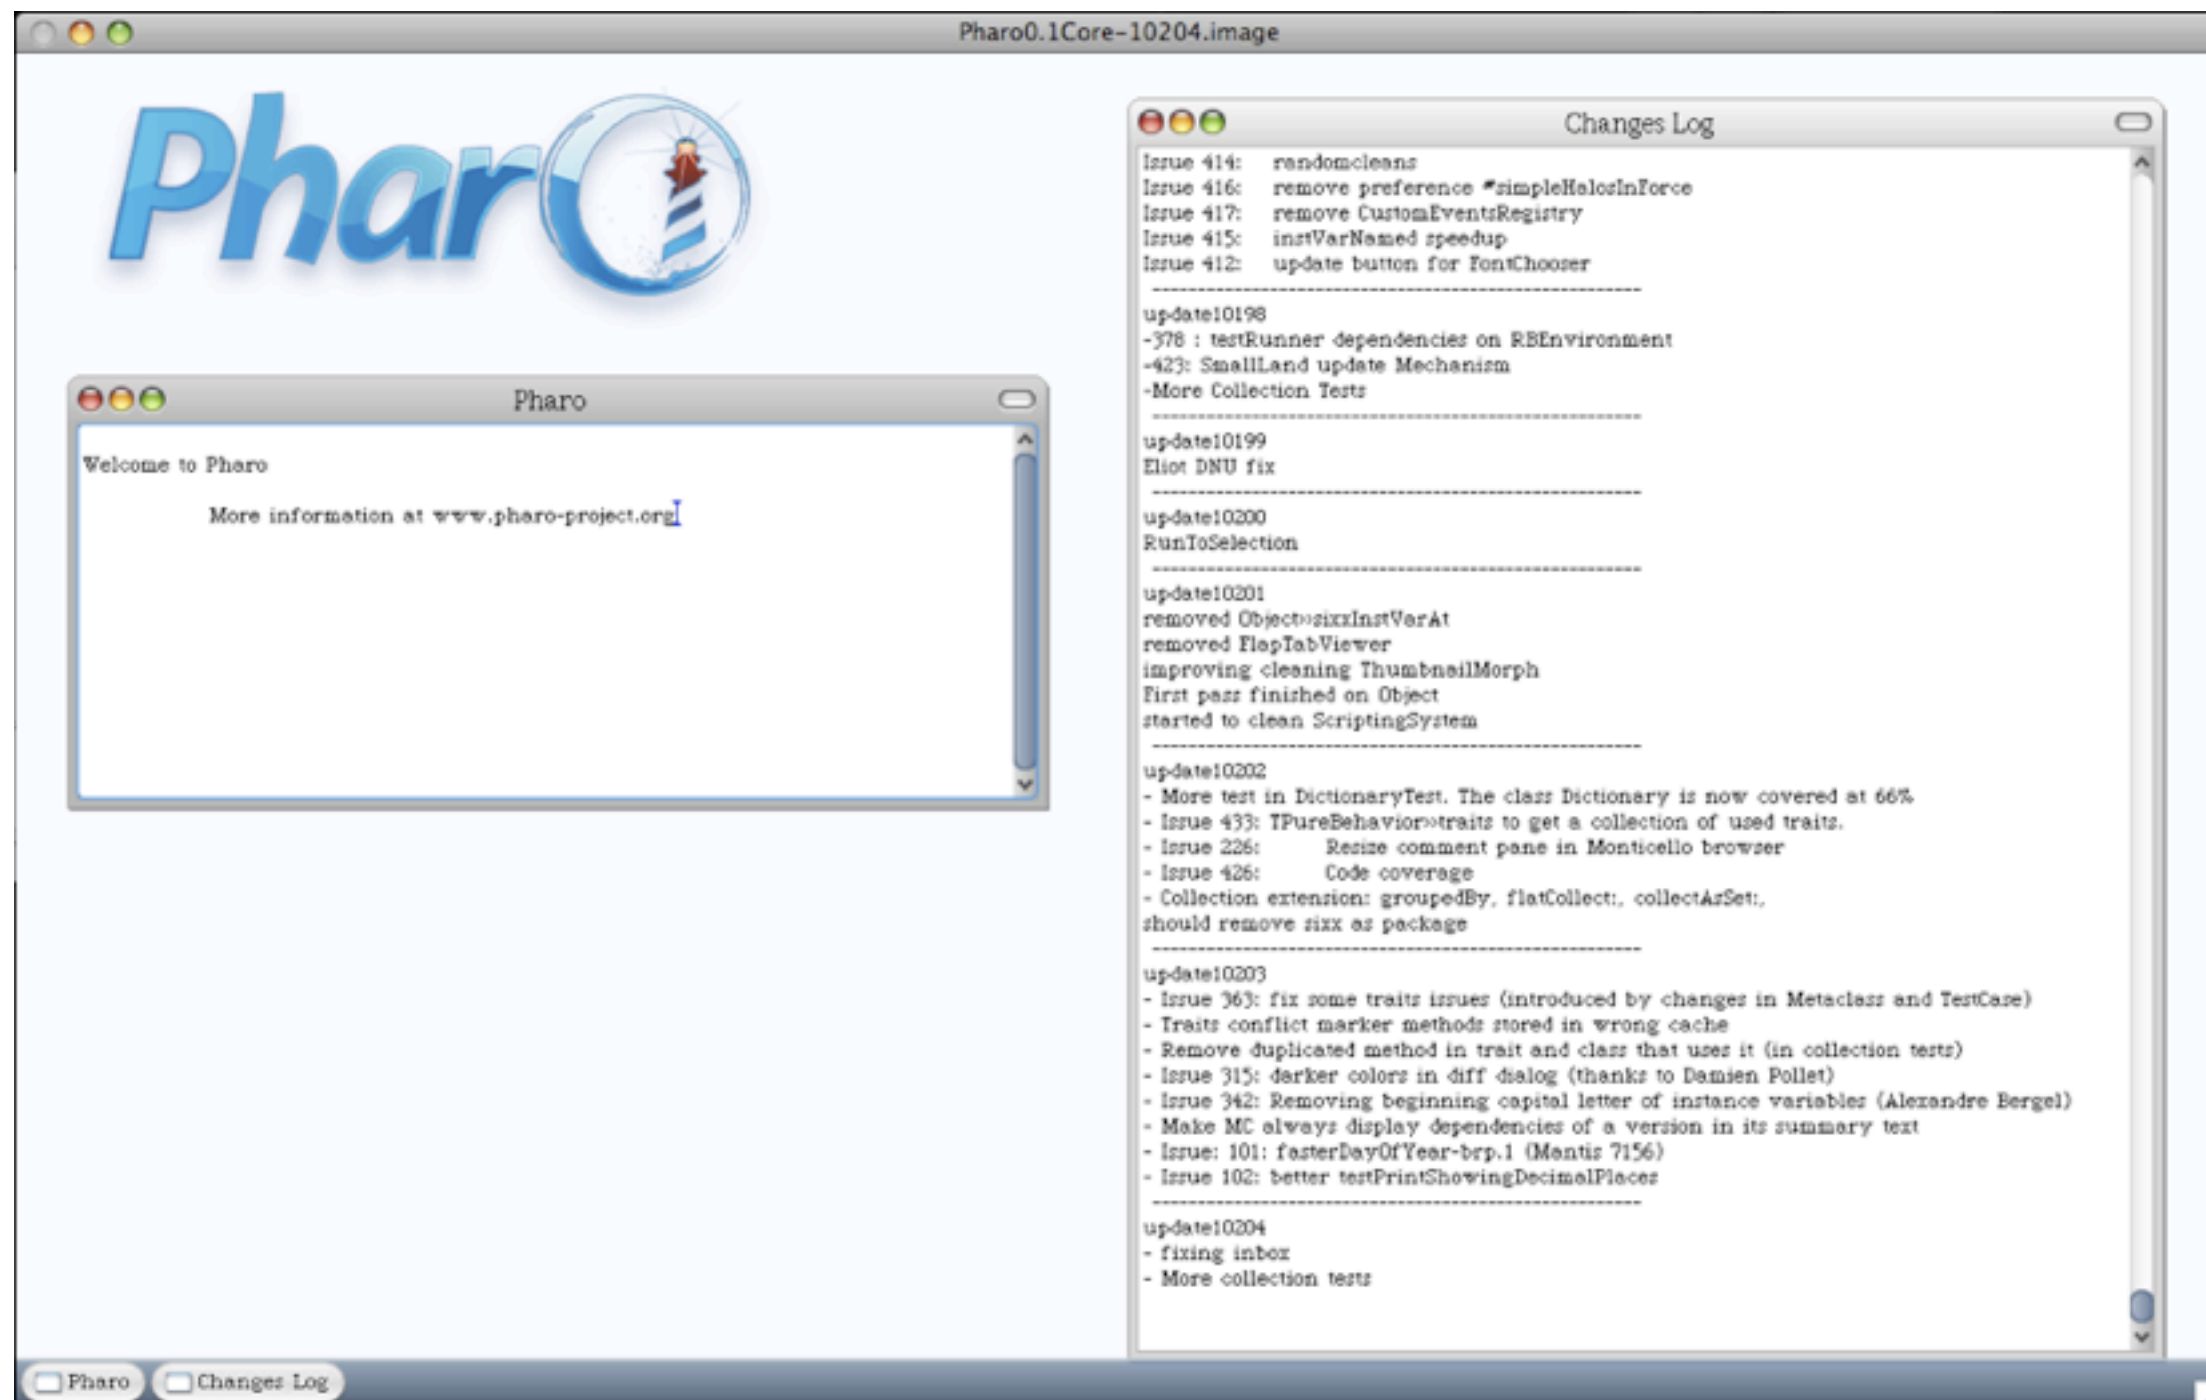 Pharo0.1Core-10204.image
Pharo
Pharo
Welcome to Pharo
More information at www.pharo-project.org
Changes Log
Issue 414: randomcleans
Issue 416: remove preference #simpleHalosInForce
Issue 417: remove CustomEventsRegistry
Issue 415: instVarNamed speedup
Issue 412: update button for FontChooser
------------------------------------------------------
update10198
-378 : testRunner dependencies on RBEnvironment
-423: SmallLand update Mechanism
-More Collection Tests
------------------------------------------------------
update10199
Eliot DNU fix
------------------------------------------------------
update10200
RunToSelection
------------------------------------------------------
update10201
removed Object>>sixxInstVarAt
removed FlapTabViewer
improving cleaning ThumbnailMorph
First pass finished on Object
started to clean ScriptingSystem
------------------------------------------------------
update10202
- More test in DictionaryTest. The class Dictionary is now covered at 66%
- Issue 433: TPureBehavior>>traits to get a collection of used traits.
- Issue 226: Resize comment pane in Monticello browser
- Issue 426: Code coverage
- Collection extension: groupedBy, flatCollect:, collectAsSet:,
should remove sixx as package
------------------------------------------------------
update10203
- Issue 363: fix some traits issues (introduced by changes in Metaclass and TestCase)
- Traits conflict marker methods stored in wrong cache
- Remove duplicated method in trait and class that uses it (in collection tests)
- Issue 315: darker colors in diff dialog (thanks to Damien Pollet)
- Issue 342: Removing beginning capital letter of instance variables (Alexandre Bergel)
- Make MC always display dependencies of a version in its summary text
- Issue: 101: fasterDayOfYear-brp.1 (Mantis 7156)
- Issue 102: better testPrintShowingDecimalPlaces
------------------------------------------------------
update10204
- fixing inbox
- More collection tests
Pharo
Changes Log